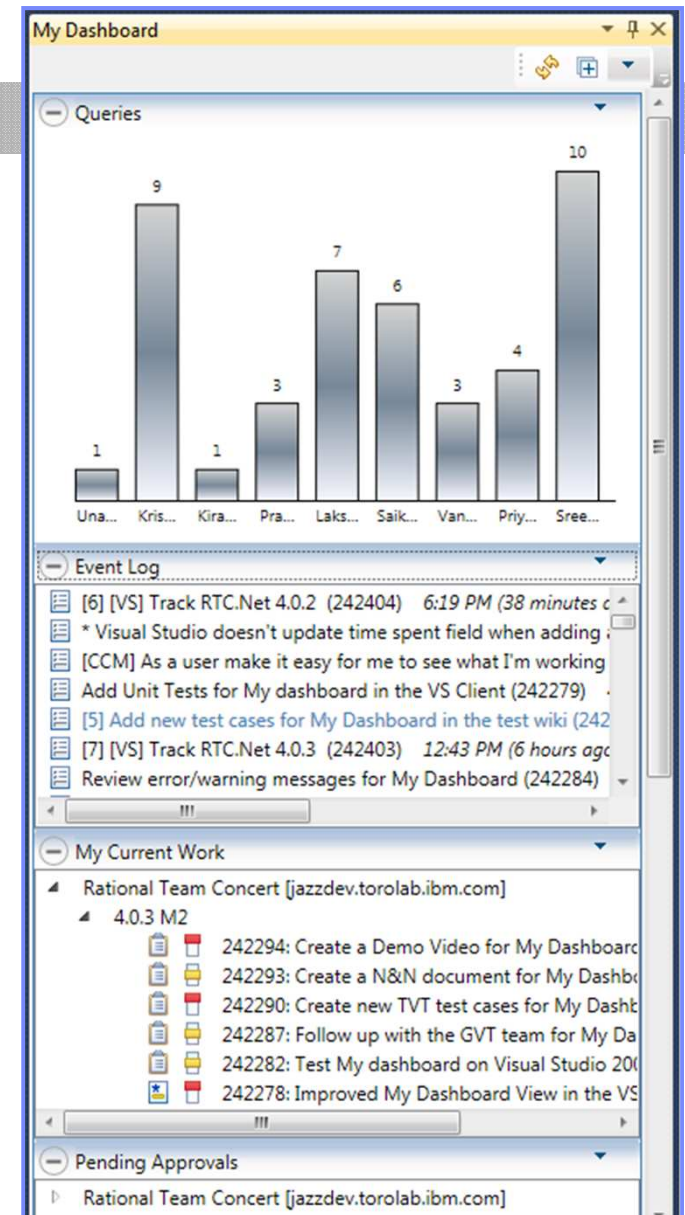 My Dashboard
Queries
10
9
7
6
4
3
3
1
1
Una... Kris... Kira... Pra... Laks... Saik... Van... Priy... Sree...
Event Log
[6] [VS] Track RTC.Net 4.0.2 (242404) 6:19 PM (38 minutes
* Visual Studio doesn't update time spent field when adding
[CCM] As a user make it easy for me to see what I'm working
Add Unit Tests for My dashboard in the VS Client (242279)
[5] Add new test cases for My Dashboard in the test wiki (242
[7] [VS] Track RTC.Net 4.0.3 (242403) 12:43 PM (6 hours ago
Review error/warning messages for My Dashboard (242284)
My Current Work
Rational Team Concert [jazzdev.torolab.ibm.com]
4.0.3 M2
242294: Create a Demo Video for My Dashboard
242293: Create a N&N document for My Dashbo
242290: Create new TVT test cases for My Dashb
242287: Follow up with the GVT team for My Da
242282: Test My dashboard on Visual Studio 200
242278: Improved My Dashboard View in the VS
Pending Approvals
Rational Team Concert [jazzdev.torolab.ibm.com]